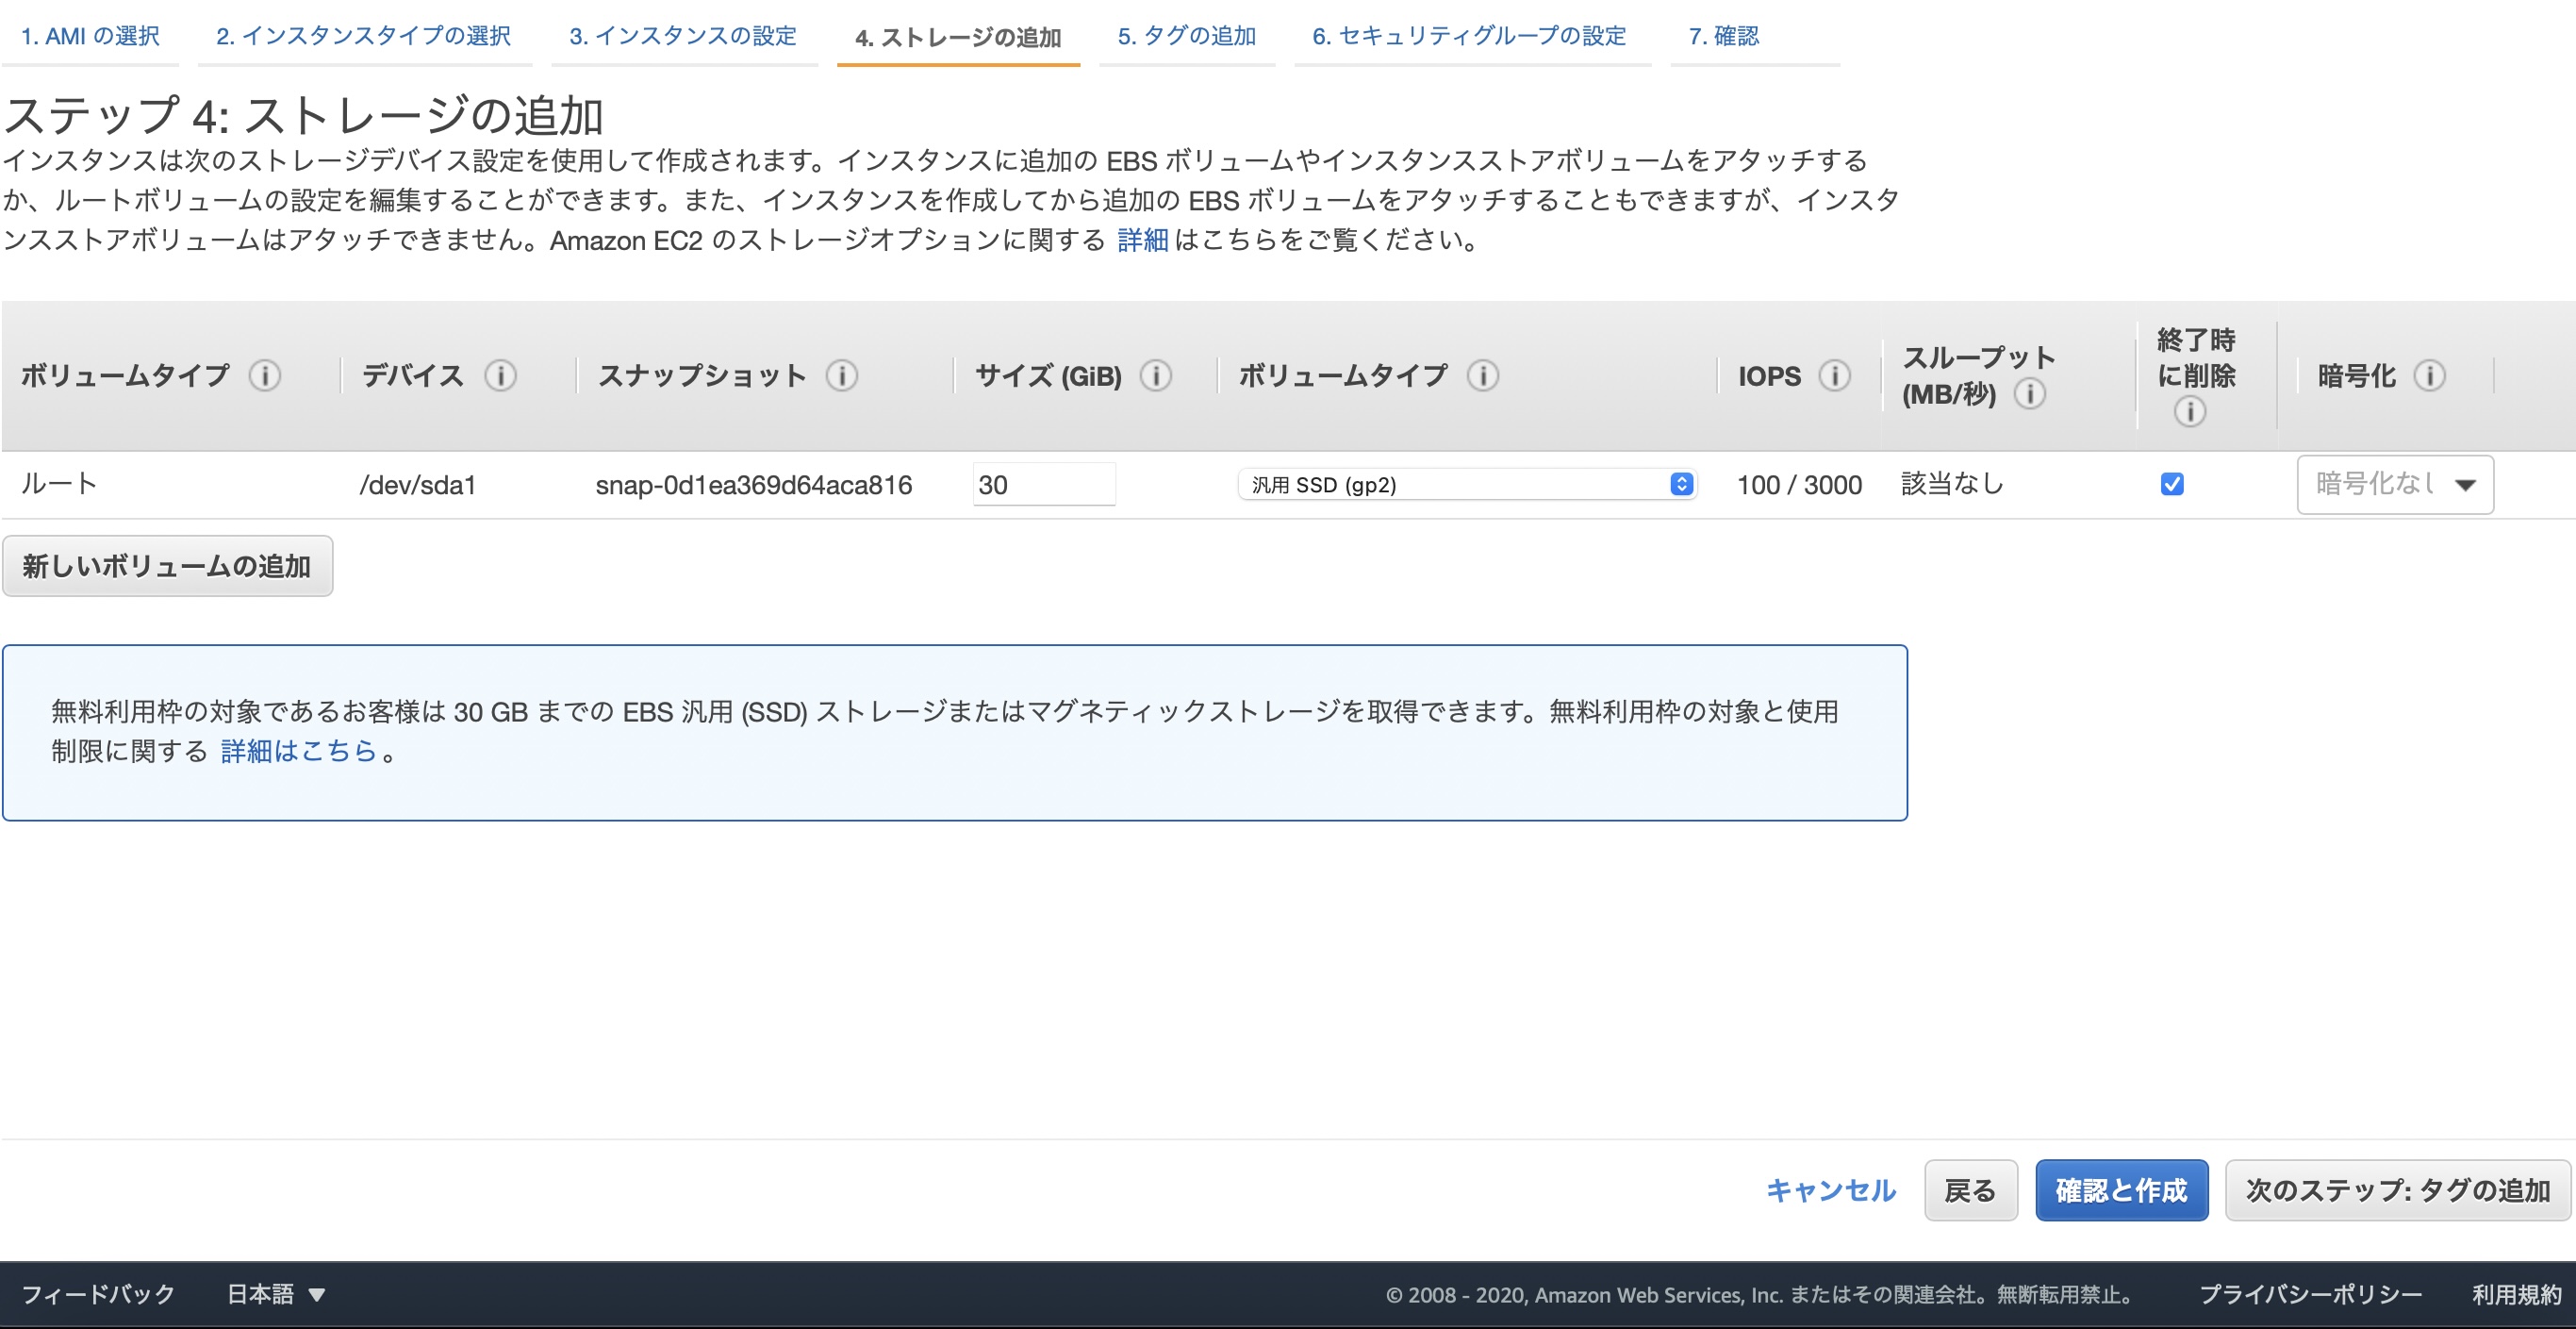 1. AMI の選択 2. インスタンスタイプの選択 3. インスタンスの設定 4. ストレージの追加 5. タグの追加 6. セキュリティグループの設定 7. 確認
ステップ 4: ストレージの追加
インスタンスは次のストレージデバイス設定を使用して作成されます。インスタンスに追加の EBS ボリュームやインスタンスストアボリュームをアタッチする
か、ルートボリュームの設定を編集することができます。また、インスタンスを作成してから追加の EBS ボリュームをアタッチすることもできますが、インスタ
ンスストアボリュームはアタッチできません。Amazon EC2 のストレージオプションに関する 詳細 はこちらをご覧ください。
ボリュームタイプ デバイス スナップショット サイズ (GiB) ボリュームタイプ IOPS スループット (MB/秒) 終了時に削除 暗号化
ルート /dev/sda1 snap-0d1ea369d64aca816 30 汎用 SSD (gp2) 100 / 3000 該当なし 暗号化なし
新しいボリュームの追加
無料利用枠の対象であるお客様は 30 GB までの EBS 汎用 (SSD) ストレージまたはマグネティックストレージを取得できます。無料利用枠の対象と使用
制限に関する 詳細はこちら 。
キャンセル 戻る 確認と作成 次のステップ: タグの追加
フィードバック 日本語 © 2008 - 2020, Amazon Web Services, Inc. またはその関連会社。無断転用禁止。 プライバシーポリシー 利用規約